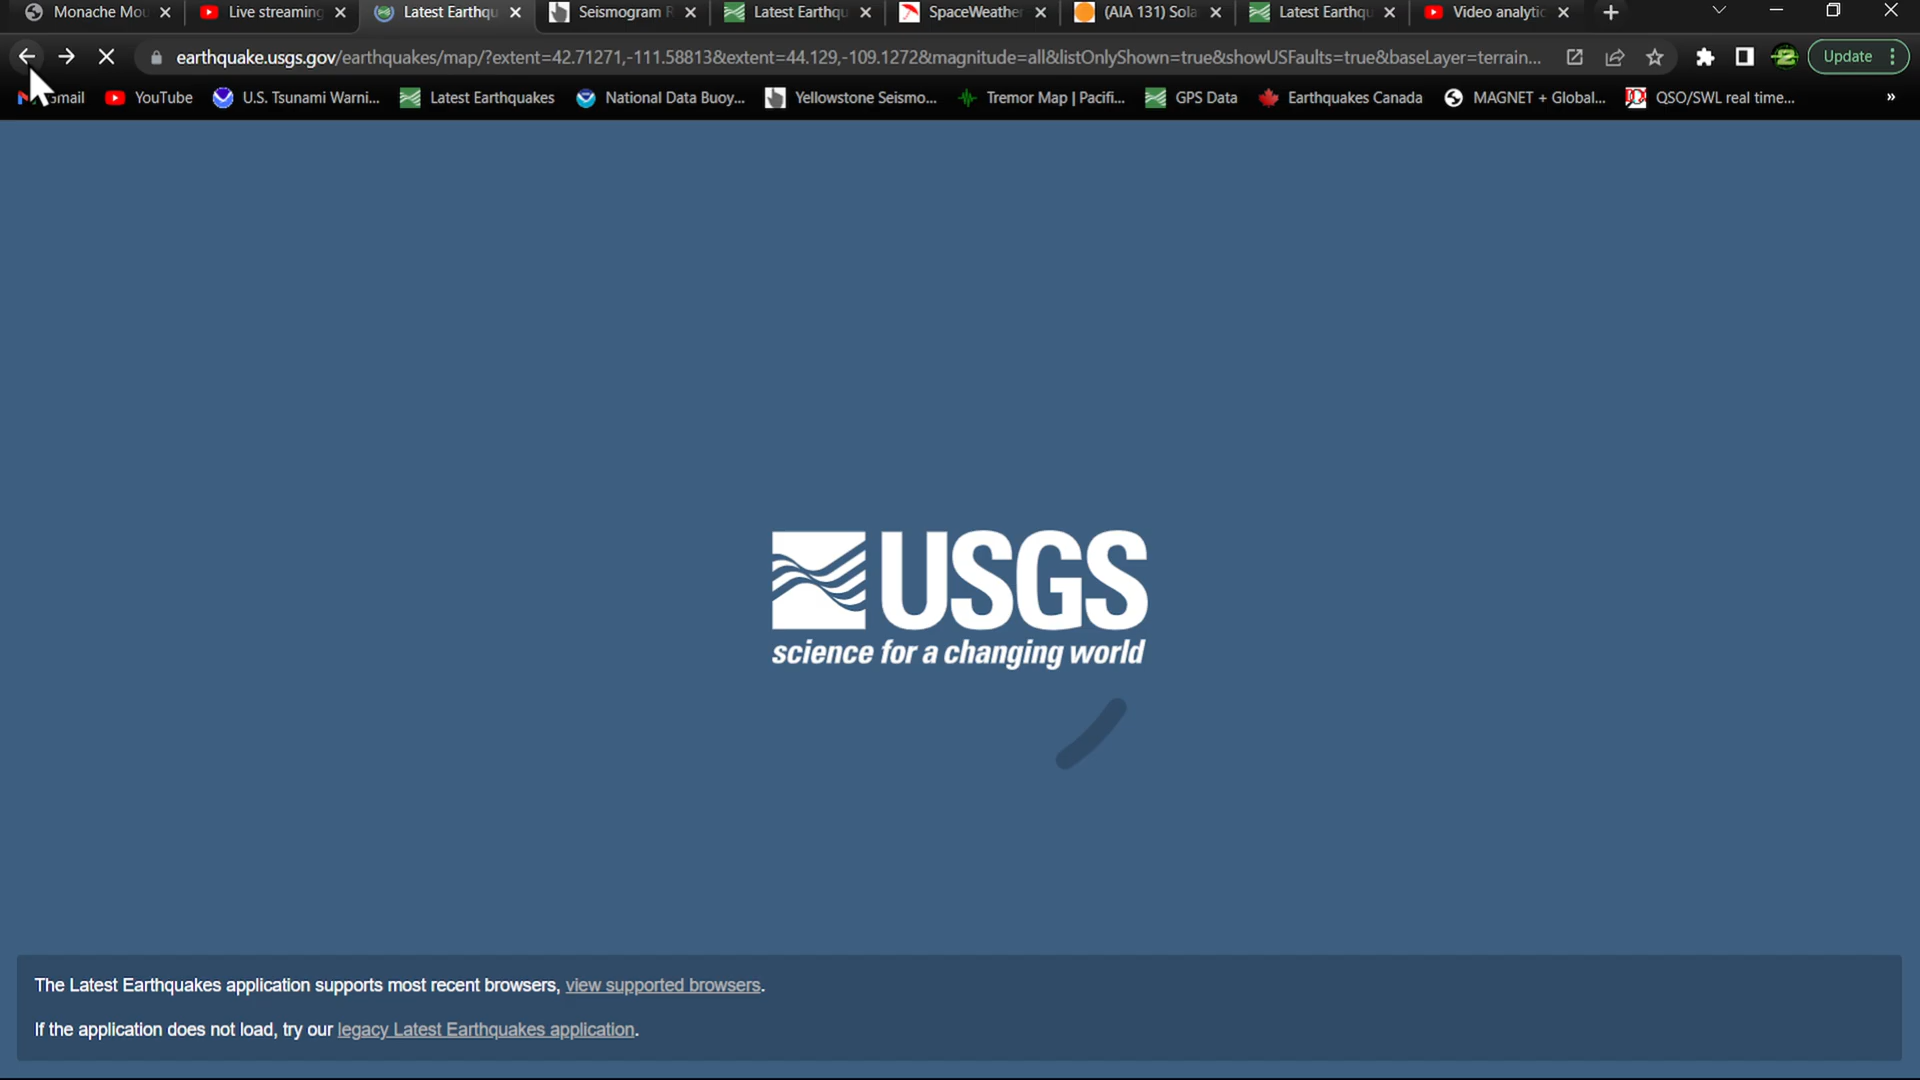 Monache Mou Live streaming Latest Earthqu Seismogram R Latest Earthqu SpaceWeather (AIA 131) Sola Latest Earthqu Video analytic
earthquake.usgs.gov/earthquakes/map/?extent=42.71271,-111.58813&extent=44.129,-109.1272&magnitude=all&listOnlyShown=true&showUSFaults=true&baseLayer=terrain... Update
mail YouTube U.S. Tsunami Warni... Latest Earthquakes National Data Buoy... Yellowstone Seismo... Tremor Map | Pacifi... GPS Data Earthquakes Canada MAGNET + Global... QSO/SWL real time... »
USGS
science for a changing world
The Latest Earthquakes application supports most recent browsers, view supported browsers.
If the application does not load, try our legacy Latest Earthquakes application.